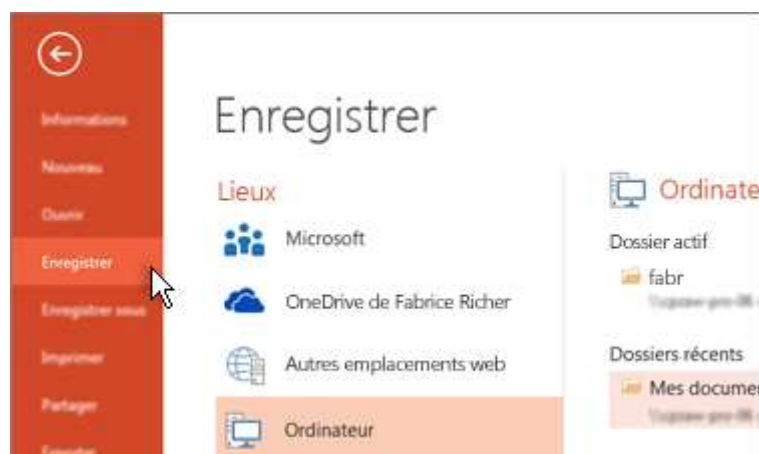 Informations
Nouveau
Ouvrir
Enregistrer
Enregistrer sous
Imprimer
Partager
Enregistrer
Lieux
Microsoft
OneDrive de Fabrice Richer
Autres emplacements web
Ordinateur
Ordinate
Dossier actif
fabr
Dossiers récents
Mes documen